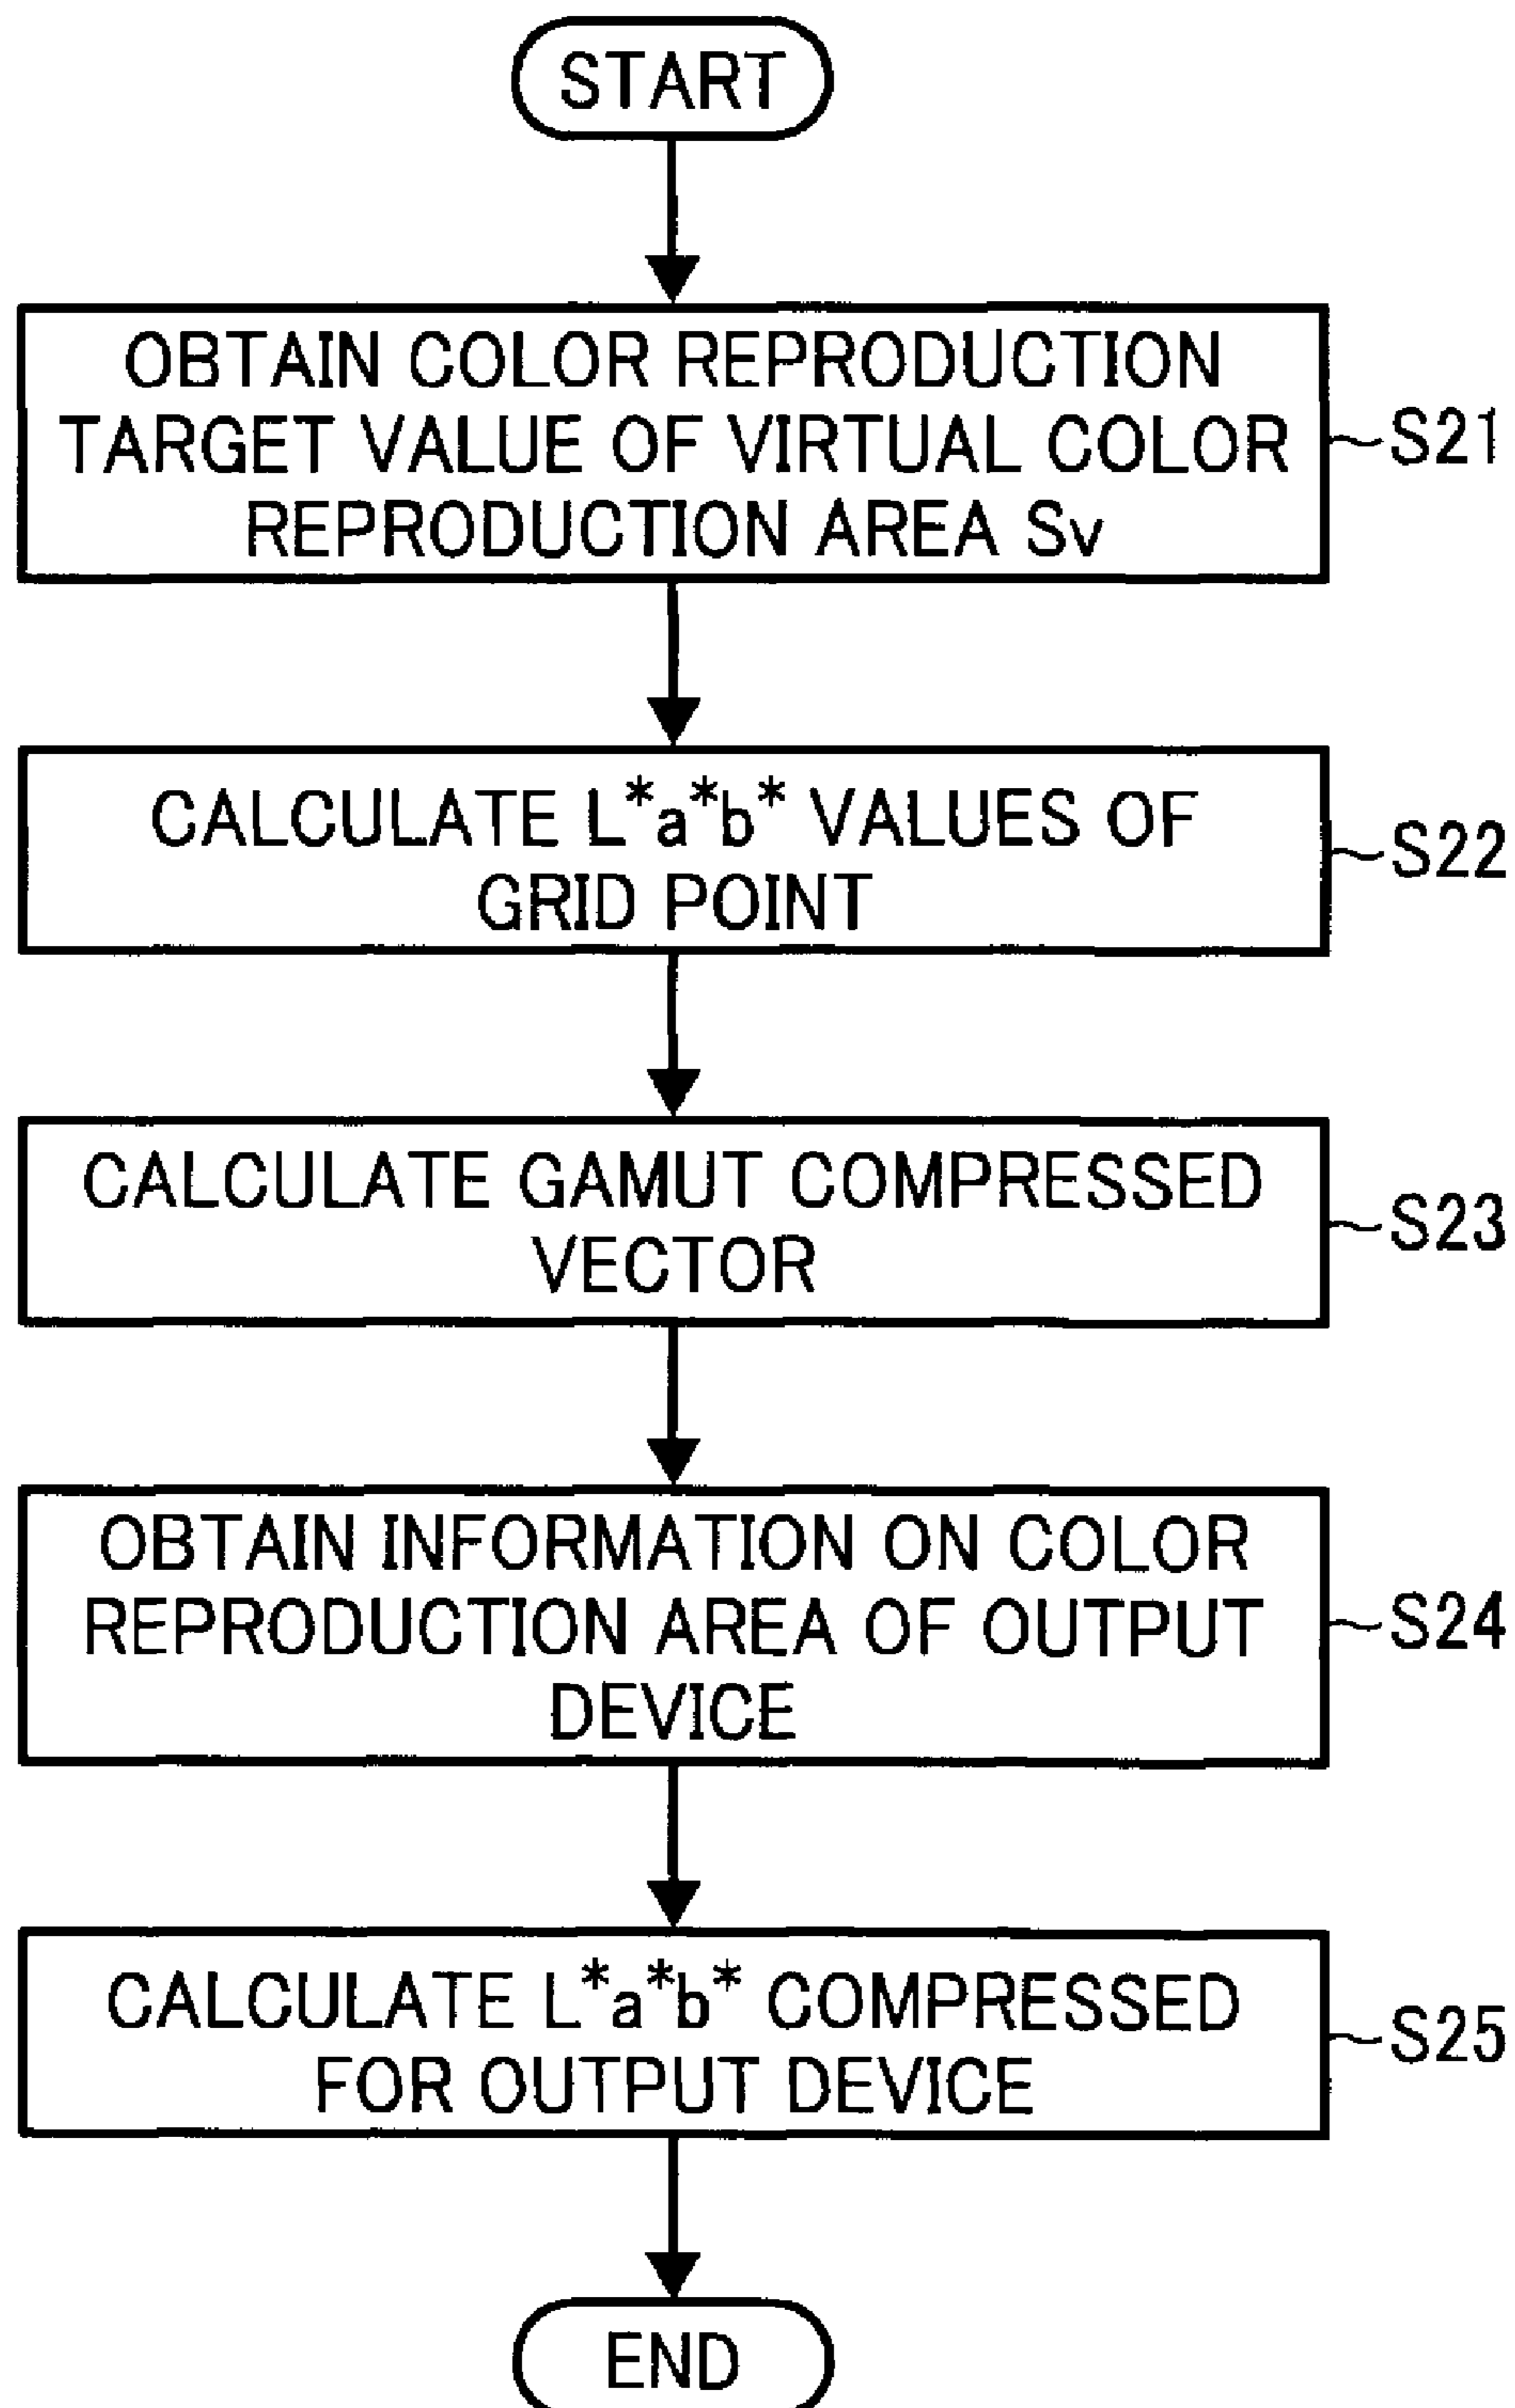 START
OBTAIN COLOR REPRODUCTION
TARGET VALUE OF VIRTUAL COLOR
REPRODUCTION AREA Sv
S21
CALCULATE L*a*b* VALUES OF
GRID POINT
S22
CALCULATE GAMUT COMPRESSED
VECTOR
S23
OBTAIN INFORMATION ON COLOR
REPRODUCTION AREA OF OUTPUT
DEVICE
S24
CALCULATE L*a*b* COMPRESSED
FOR OUTPUT DEVICE
S25
END